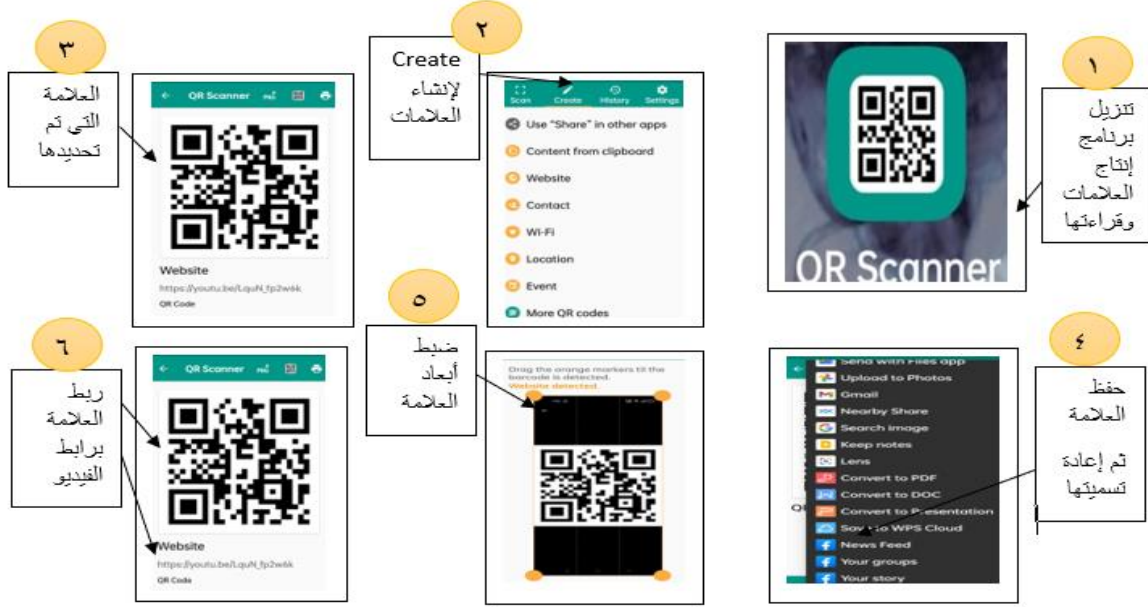 ١
تنزيل
برنامج
إنتاج
العلامات
وقراءتها
QR Scanner
٢
Create
لإنشاء
العلامات
Scan Create History Settings
Use "Share" in other apps
Content from clipboard
Website
Contact
Wi-Fi
Location
Event
More QR codes
٣
العلامة
التي تم
تحديدها
QR Scanner
Website
https://youtu.be/LquN_fp2w6k
QR Code
٤
حفظ
العلامة
ثم إعادة
تسميتها
Send with Files app
Upload to Photos
Gmail
Nearby Share
Search Image
Keep notes
Lens
Convert to PDF
Convert to DOC
Convert to Presentation
Save to WPS Cloud
News Feed
Your groups
Your story
٥
ضبط
أبعاد
العلامة
Drag the orange markers til the
barcode is detected.
Website detected.
٦
ربط
العلامة
برابط
الفيديو
QR Scanner
Website
https://youtu.be/LquN_fp2w6k
QR Code